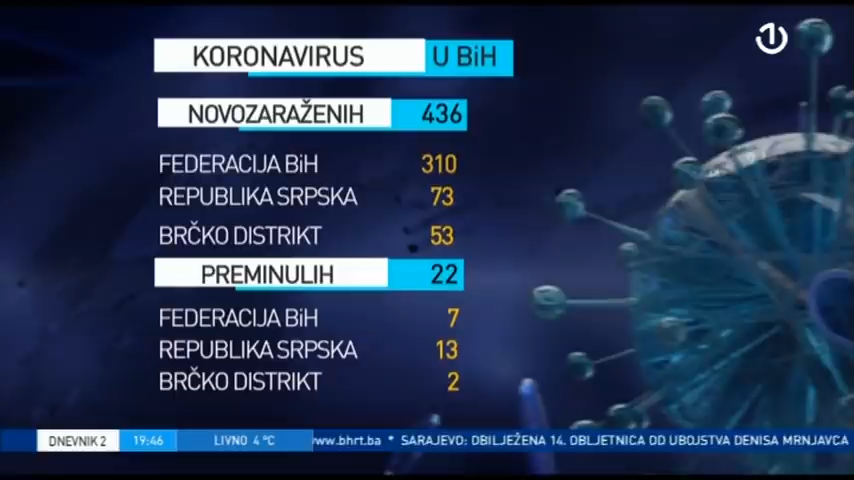 1
KORONAVIRUS U BiH
NOVOZARAŽENIH 436
FEDERACIJA BiH 310
REPUBLIKA SRPSKA 73
BRČKO DISTRIKT 53
PREMINULIH 22
FEDERACIJA BiH 7
REPUBLIKA SRPSKA 13
BRČKO DISTRIKT 2
DNEVNIK 2 19:46 LIVNO 4 °C www.bhrt.ba * SARAJEVO: OBILJEŽENA 14. OBLJETNICA OD UBOJSTVA DENISA MRNJAVCA